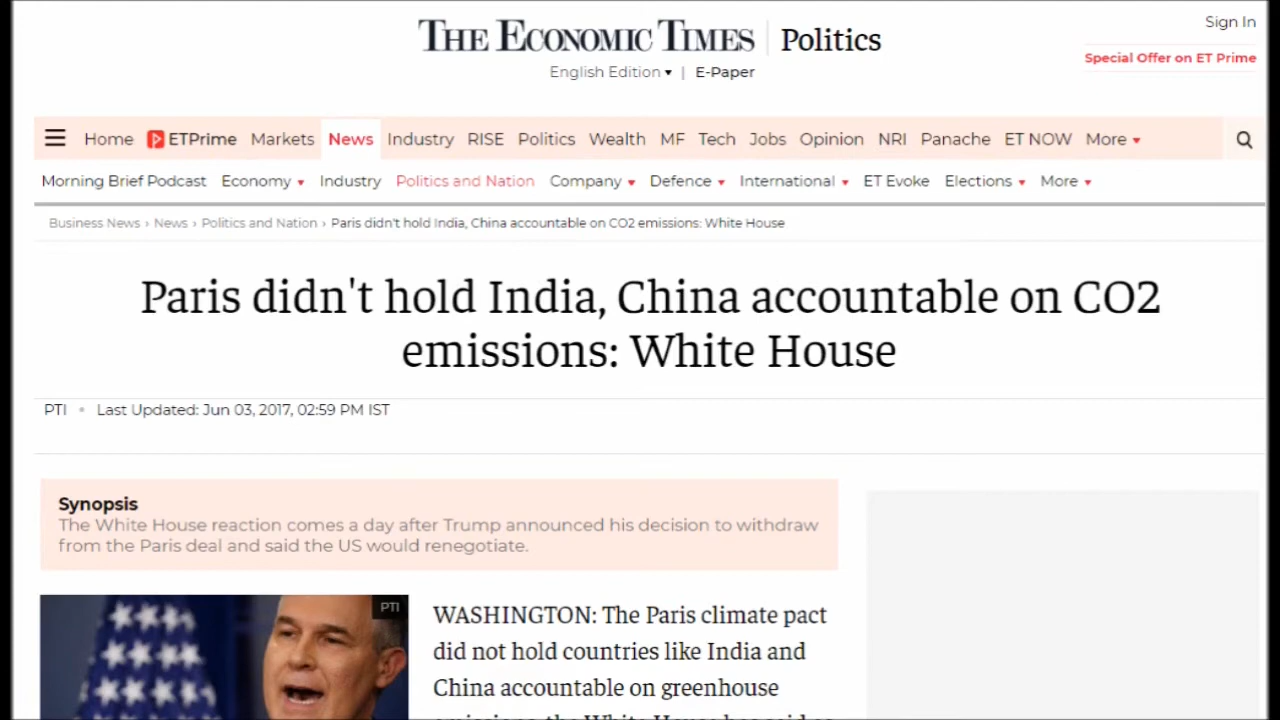 THE ECONOMIC TIMES
Politics
Sign In
English Edition ▾ | E-Paper
Special Offer on ET Prime
Home ETPrime Markets News Industry RISE Politics Wealth MF Tech Jobs Opinion NRI Panache ET NOW More
Morning Brief Podcast Economy Industry Politics and Nation Company Defence International ET Evoke Elections More
Business News › News › Politics and Nation › Paris didn't hold India, China accountable on CO2 emissions: White House
Paris didn't hold India, China accountable on CO2
emissions: White House
PTI • Last Updated: Jun 03, 2017, 02:59 PM IST
Synopsis
The White House reaction comes a day after Trump announced his decision to withdraw
from the Paris deal and said the US would renegotiate.
PTI
WASHINGTON: The Paris climate pact
did not hold countries like India and
China accountable on greenhouse